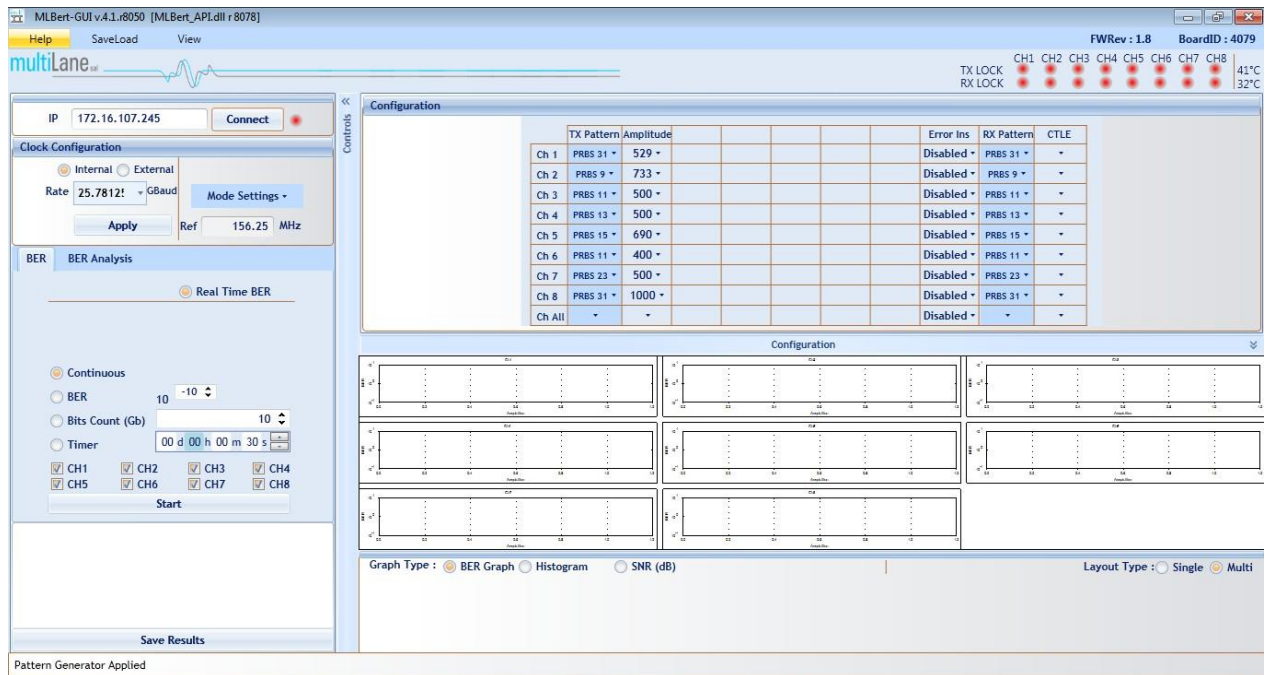 MLBert-GUI v.4.1.r8050 [MLBert_API.dll r 8078]
Help SaveLoad View FWRev : 1.8 BoardID : 4079
multiLane sal
CH1 CH2 CH3 CH4 CH5 CH6 CH7 CH8
TX LOCK 41°C
RX LOCK 32°C
IP 172.16.107.245 Connect
Clock Configuration
Internal External
Rate 25.7812! GBaud Mode Settings
Apply Ref 156.25 MHz
BER BER Analysis
Real Time BER
Continuous
BER 10 -10
Bits Count (Gb) 10
Timer 00 d 00 h 00 m 30 s
CH1 CH2 CH3 CH4
CH5 CH6 CH7 CH8
Start
Save Results
Controls
Configuration
TX Pattern Amplitude Error Ins RX Pattern CTLE
Ch 1 PRBS 31 529 Disabled PRBS 31
Ch 2 PRBS 9 733 Disabled PRBS 9
Ch 3 PRBS 11 500 Disabled PRBS 11
Ch 4 PRBS 13 500 Disabled PRBS 13
Ch 5 PRBS 15 690 Disabled PRBS 15
Ch 6 PRBS 11 400 Disabled PRBS 11
Ch 7 PRBS 23 500 Disabled PRBS 23
Ch 8 PRBS 31 1000 Disabled PRBS 31
Ch All Disabled
Configuration
Graph Type : BER Graph Histogram SNR (dB) Layout Type : Single Multi
Pattern Generator Applied